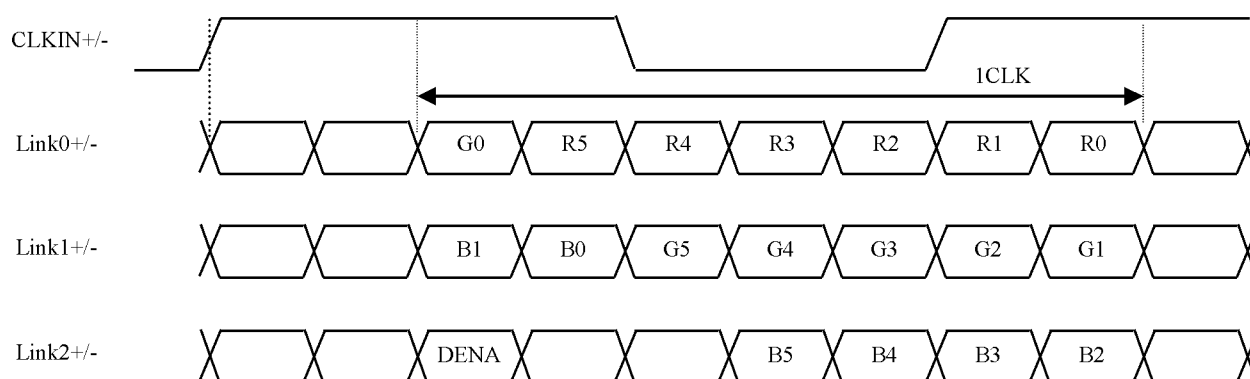 CLKIN+/-
1CLK
Link0+/- G0 R5 R4 R3 R2 R1 R0
Link1+/- B1 B0 G5 G4 G3 G2 G1
Link2+/- DENA B5 B4 B3 B2